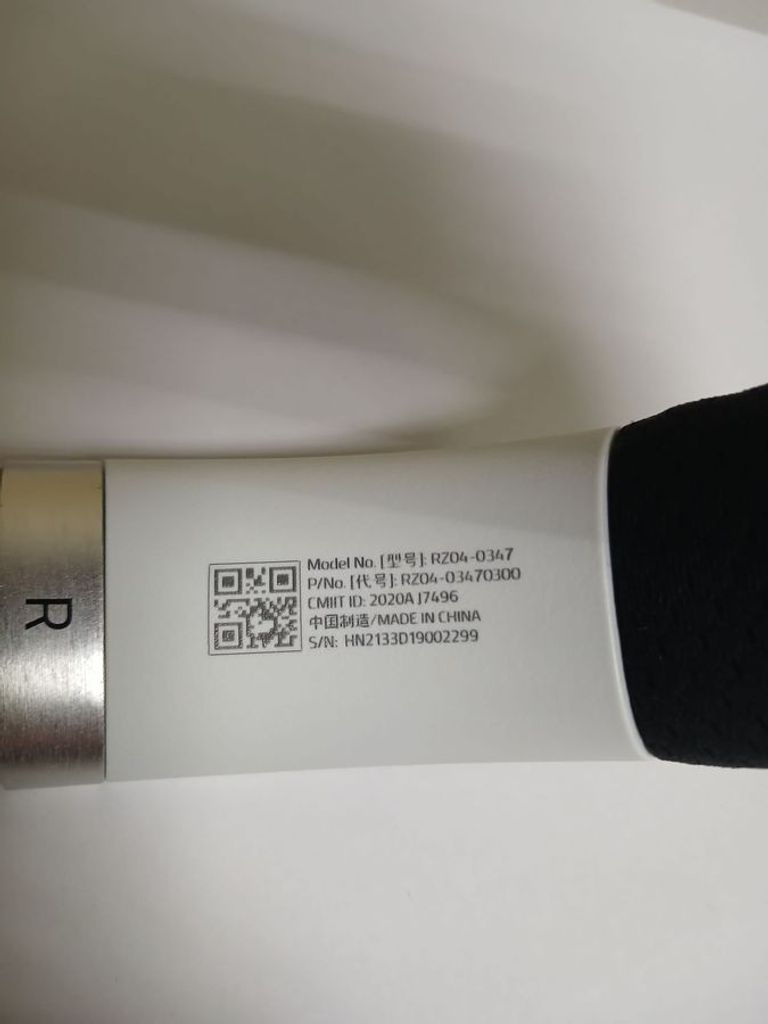 R
Model No. [型号]: RZ04-0347
P/No. [代号]: RZ04-03470300
CMIIT ID: 2020AJ7496
中国制造/MADE IN CHINA
S/N: HN2133D19002299